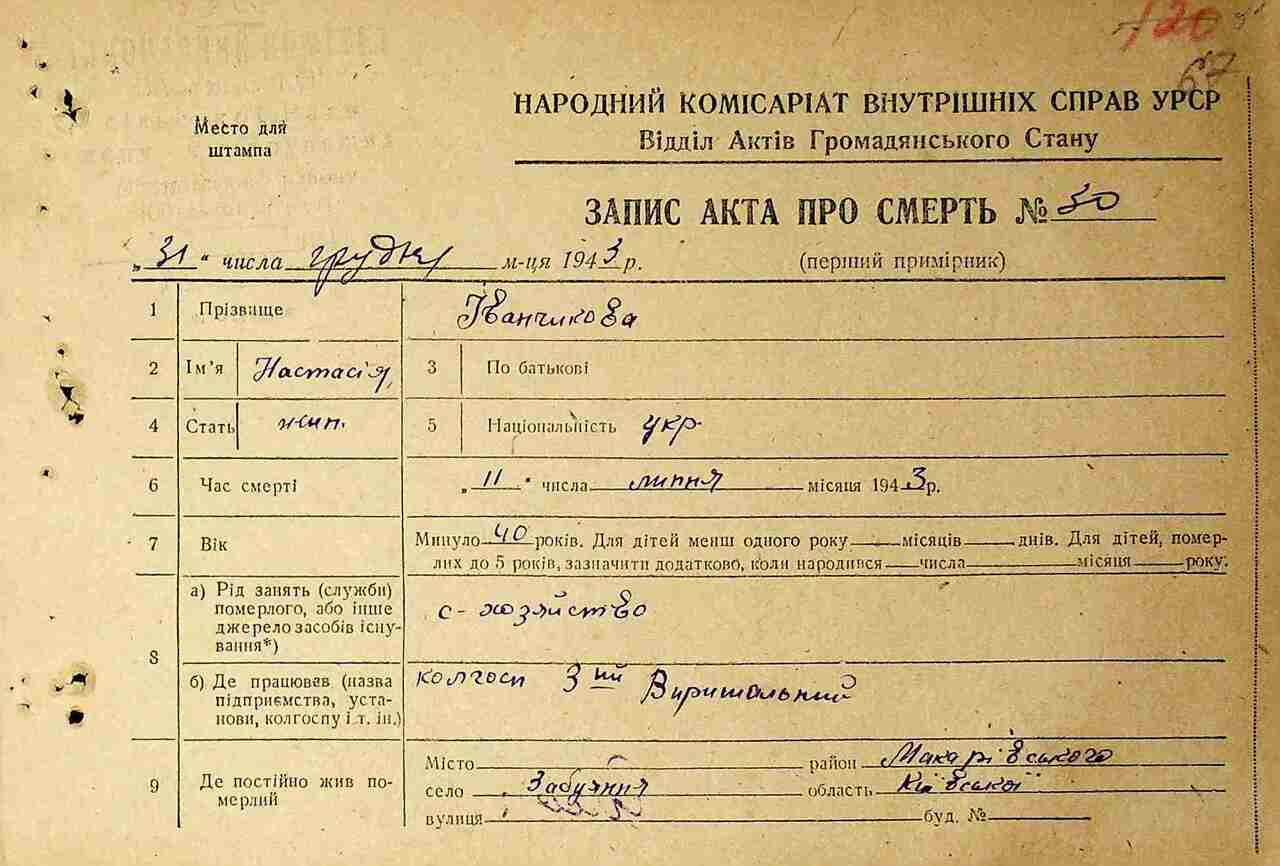 120
67
Место для
штампа
НАРОДНИЙ КОМІСАРІАТ ВНУТРІШНІХ СПРАВ УРСР
Відділ Актів Громадянського Стану
ЗАПИС АКТА ПРО СМЕРТЬ № 50
„31“ числа грудня м-ця 1943 р. (перший примірник)
1 Прізвище Іванчикова
2 Ім’я Настасія 3 По батькові
4 Стать жин. 5 Національність укр
6 Час смерті „11“ числа липня місяця 1943 р.
7 Вік Минуло 40 років. Для дітей менш одного року місяців днів. Для дітей, помер-
лих до 5 років, зазначити додатково, коли народився числа місяця року.
8 а) Рід занять (служби)
померлого, або інше
джерело засобів існу-
вання*) с-хозяйство
б) Де працював (назва
підприємства, уста-
нови, колгоспу і т. ін.) колгосп 3ий Виришальний
9 Де постійно жив по-
мерлий
Місто район Макарівського
село Забуяння область Київської
вулиця буд. №